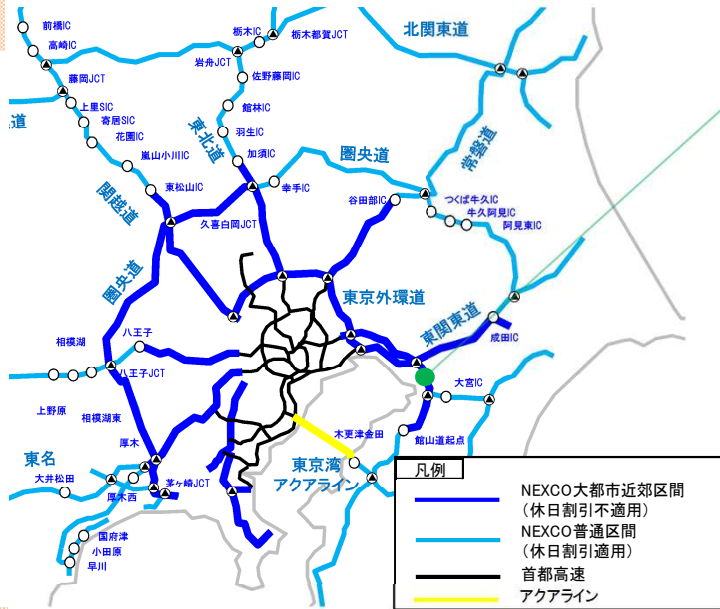 前橋IC
高崎IC
藤岡JCT
上里SIC
道
寄居SIC
花園IC
嵐山小川IC
東松山IC
関越道
栃木IC
栃木都賀JCT
岩舟JCT
佐野藤岡IC
館林IC
羽生IC
東北道
加須IC
幸手IC
久喜白岡JCT
北関東道
常磐道
圏央道
谷田部IC
つくば牛久IC
牛久阿見IC
阿見東IC
圏央道
東京外環道
東関東道
成田IC
大宮IC
相模湖
八王子
八王子JCT
上野原
相模湖東
厚木
東名
大井松田
厚木西
茅ヶ崎JCT
国府津
小田原
早川
木更津金田
館山道起点
東京湾
アクアライン
凡例
NEXCO大都市近郊区間
（休日割引不適用）
NEXCO普通区間
（休日割引適用）
首都高速
アクアライン